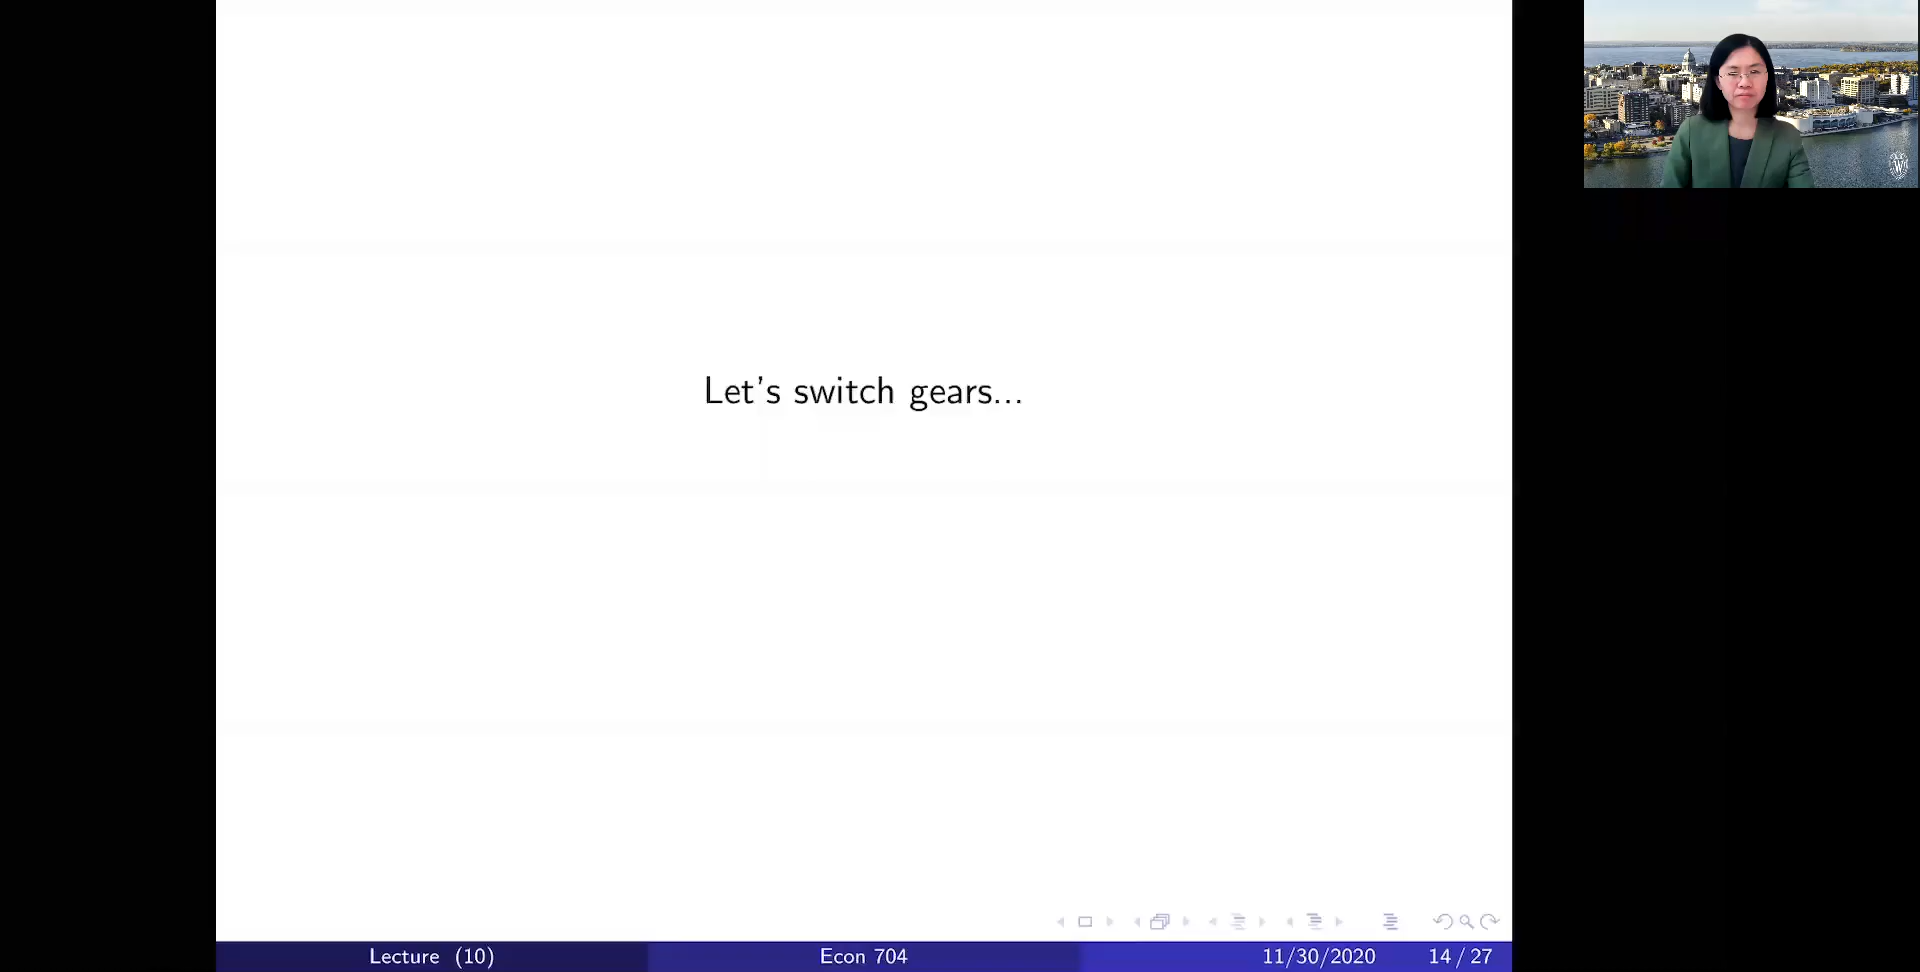 Let's switch gears...
W
Lecture (10) Econ 704 11/30/2020 14 / 27